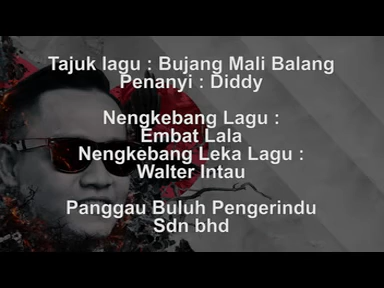 Tajuk lagu : Bujang Mali Balang
Penanyi : Diddy
Nengkebang Lagu :
Embat Lala
Nengkebang Leka Lagu :
Walter Intau
Panggau Buluh Pengerindu
Sdn bhd